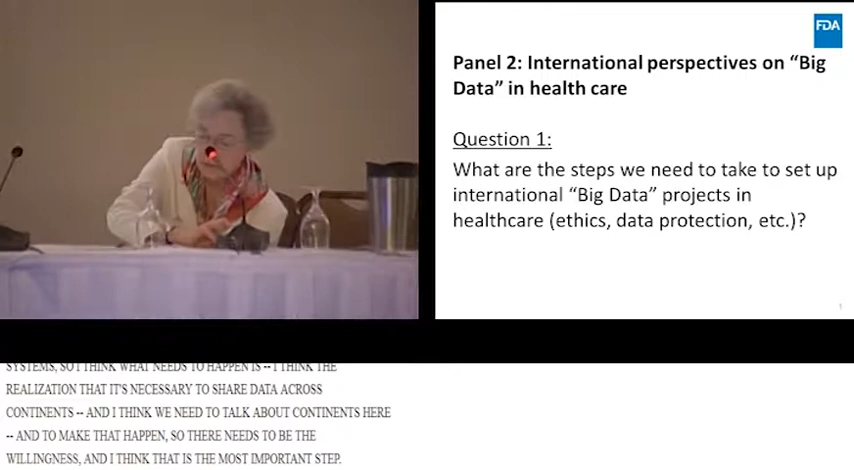 FDA
Panel 2: International perspectives on “Big
Data” in health care
Question 1:
What are the steps we need to take to set up
international “Big Data” projects in
healthcare (ethics, data protection, etc.)?
1
SYSTEMS, SO I THINK WHAT NEEDS TO HAPPEN IS -- I THINK THE
REALIZATION THAT IT'S NECESSARY TO SHARE DATA ACROSS
CONTINENTS -- AND I THINK WE NEED TO TALK ABOUT CONTINENTS HERE
-- AND TO MAKE THAT HAPPEN, SO THERE NEEDS TO BE THE
WILLINGNESS, AND I THINK THAT IS THE MOST IMPORTANT STEP.